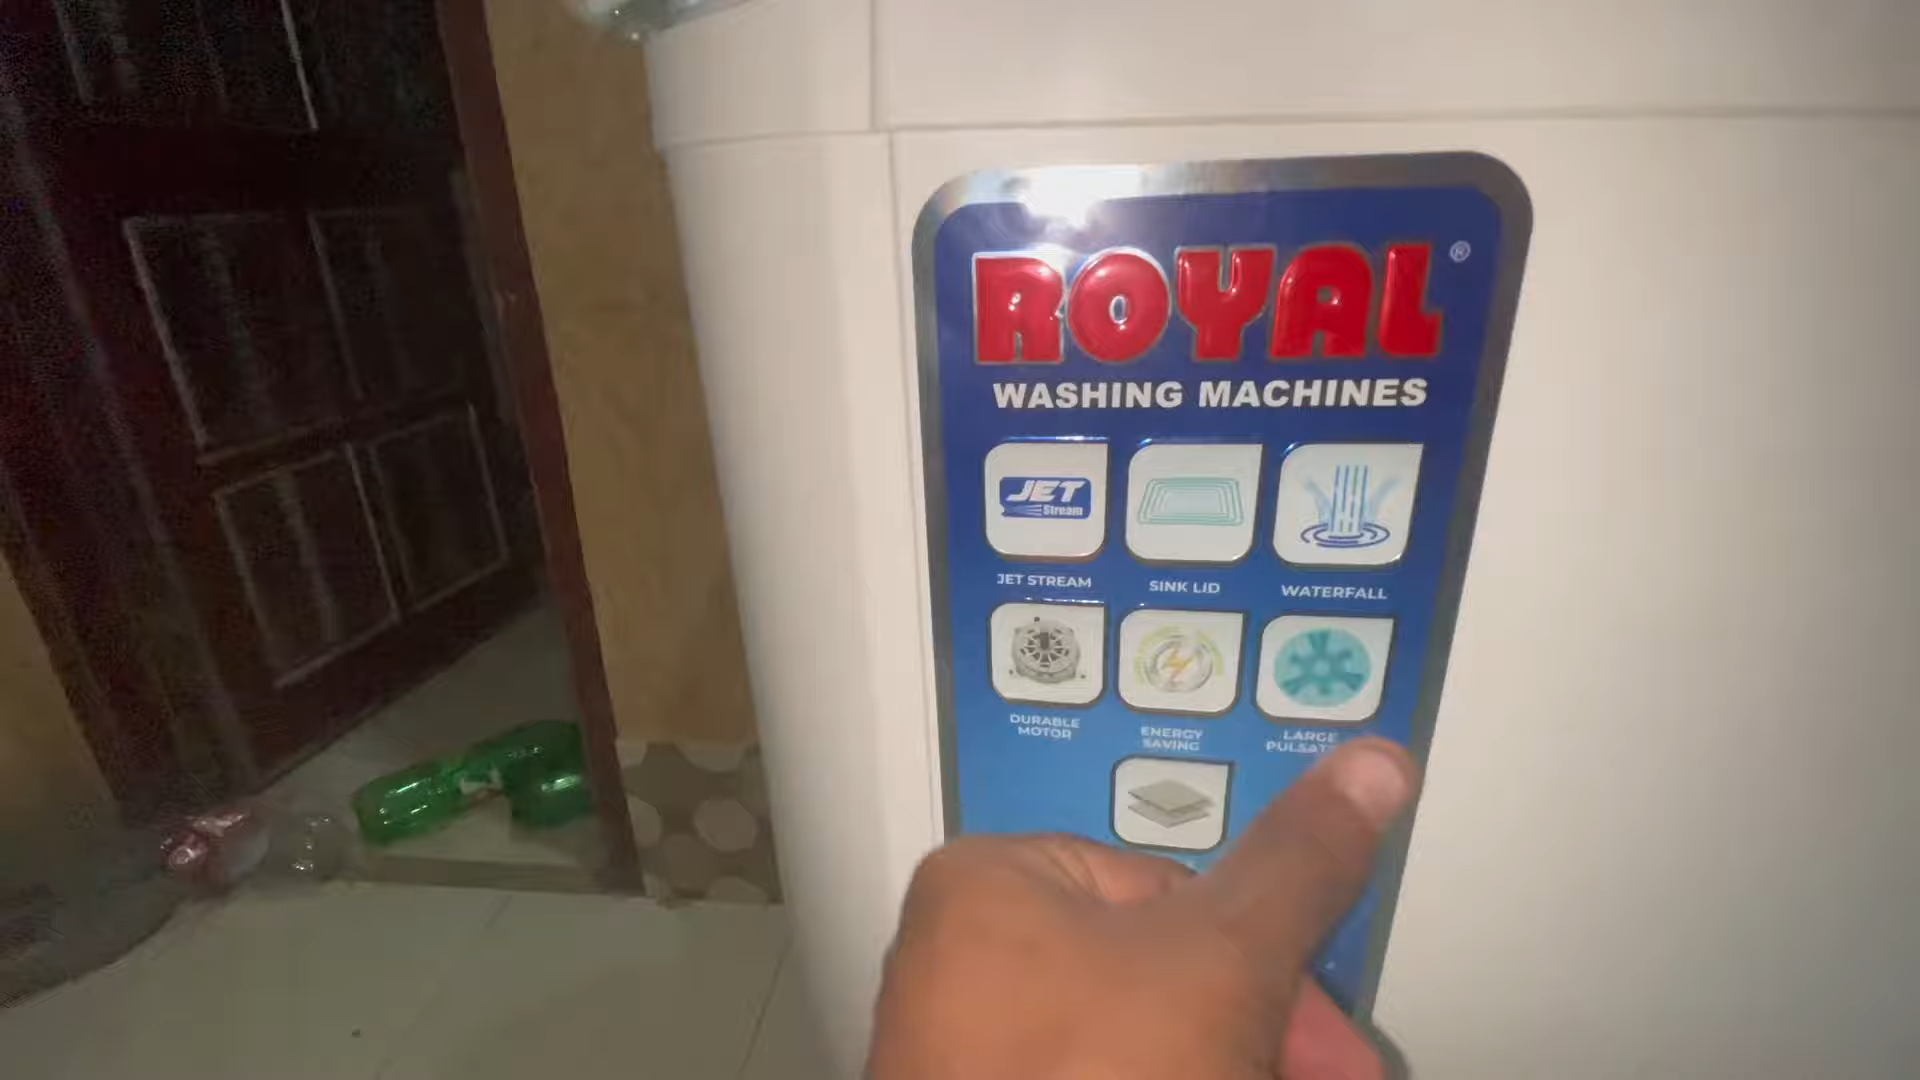 ROYAL ®
WASHING MACHINES
JET
Stream
JET STREAM
SINK LID
WATERFALL
DURABLE
MOTOR
ENERGY
SAVING
LARGE